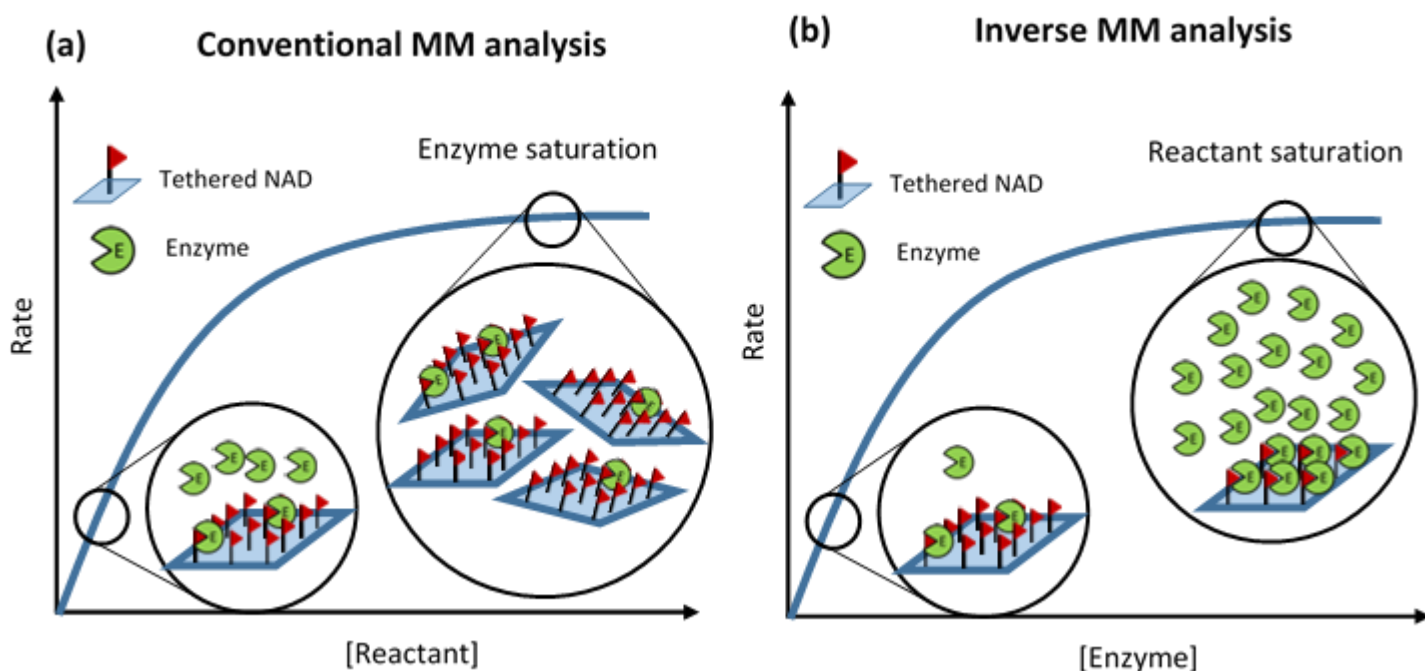 (a) Conventional MM analysis
Enzyme saturation
Tethered NAD
E Enzyme
Rate
[Reactant]
(b) Inverse MM analysis
Reactant saturation
Tethered NAD
E Enzyme
Rate
[Enzyme]